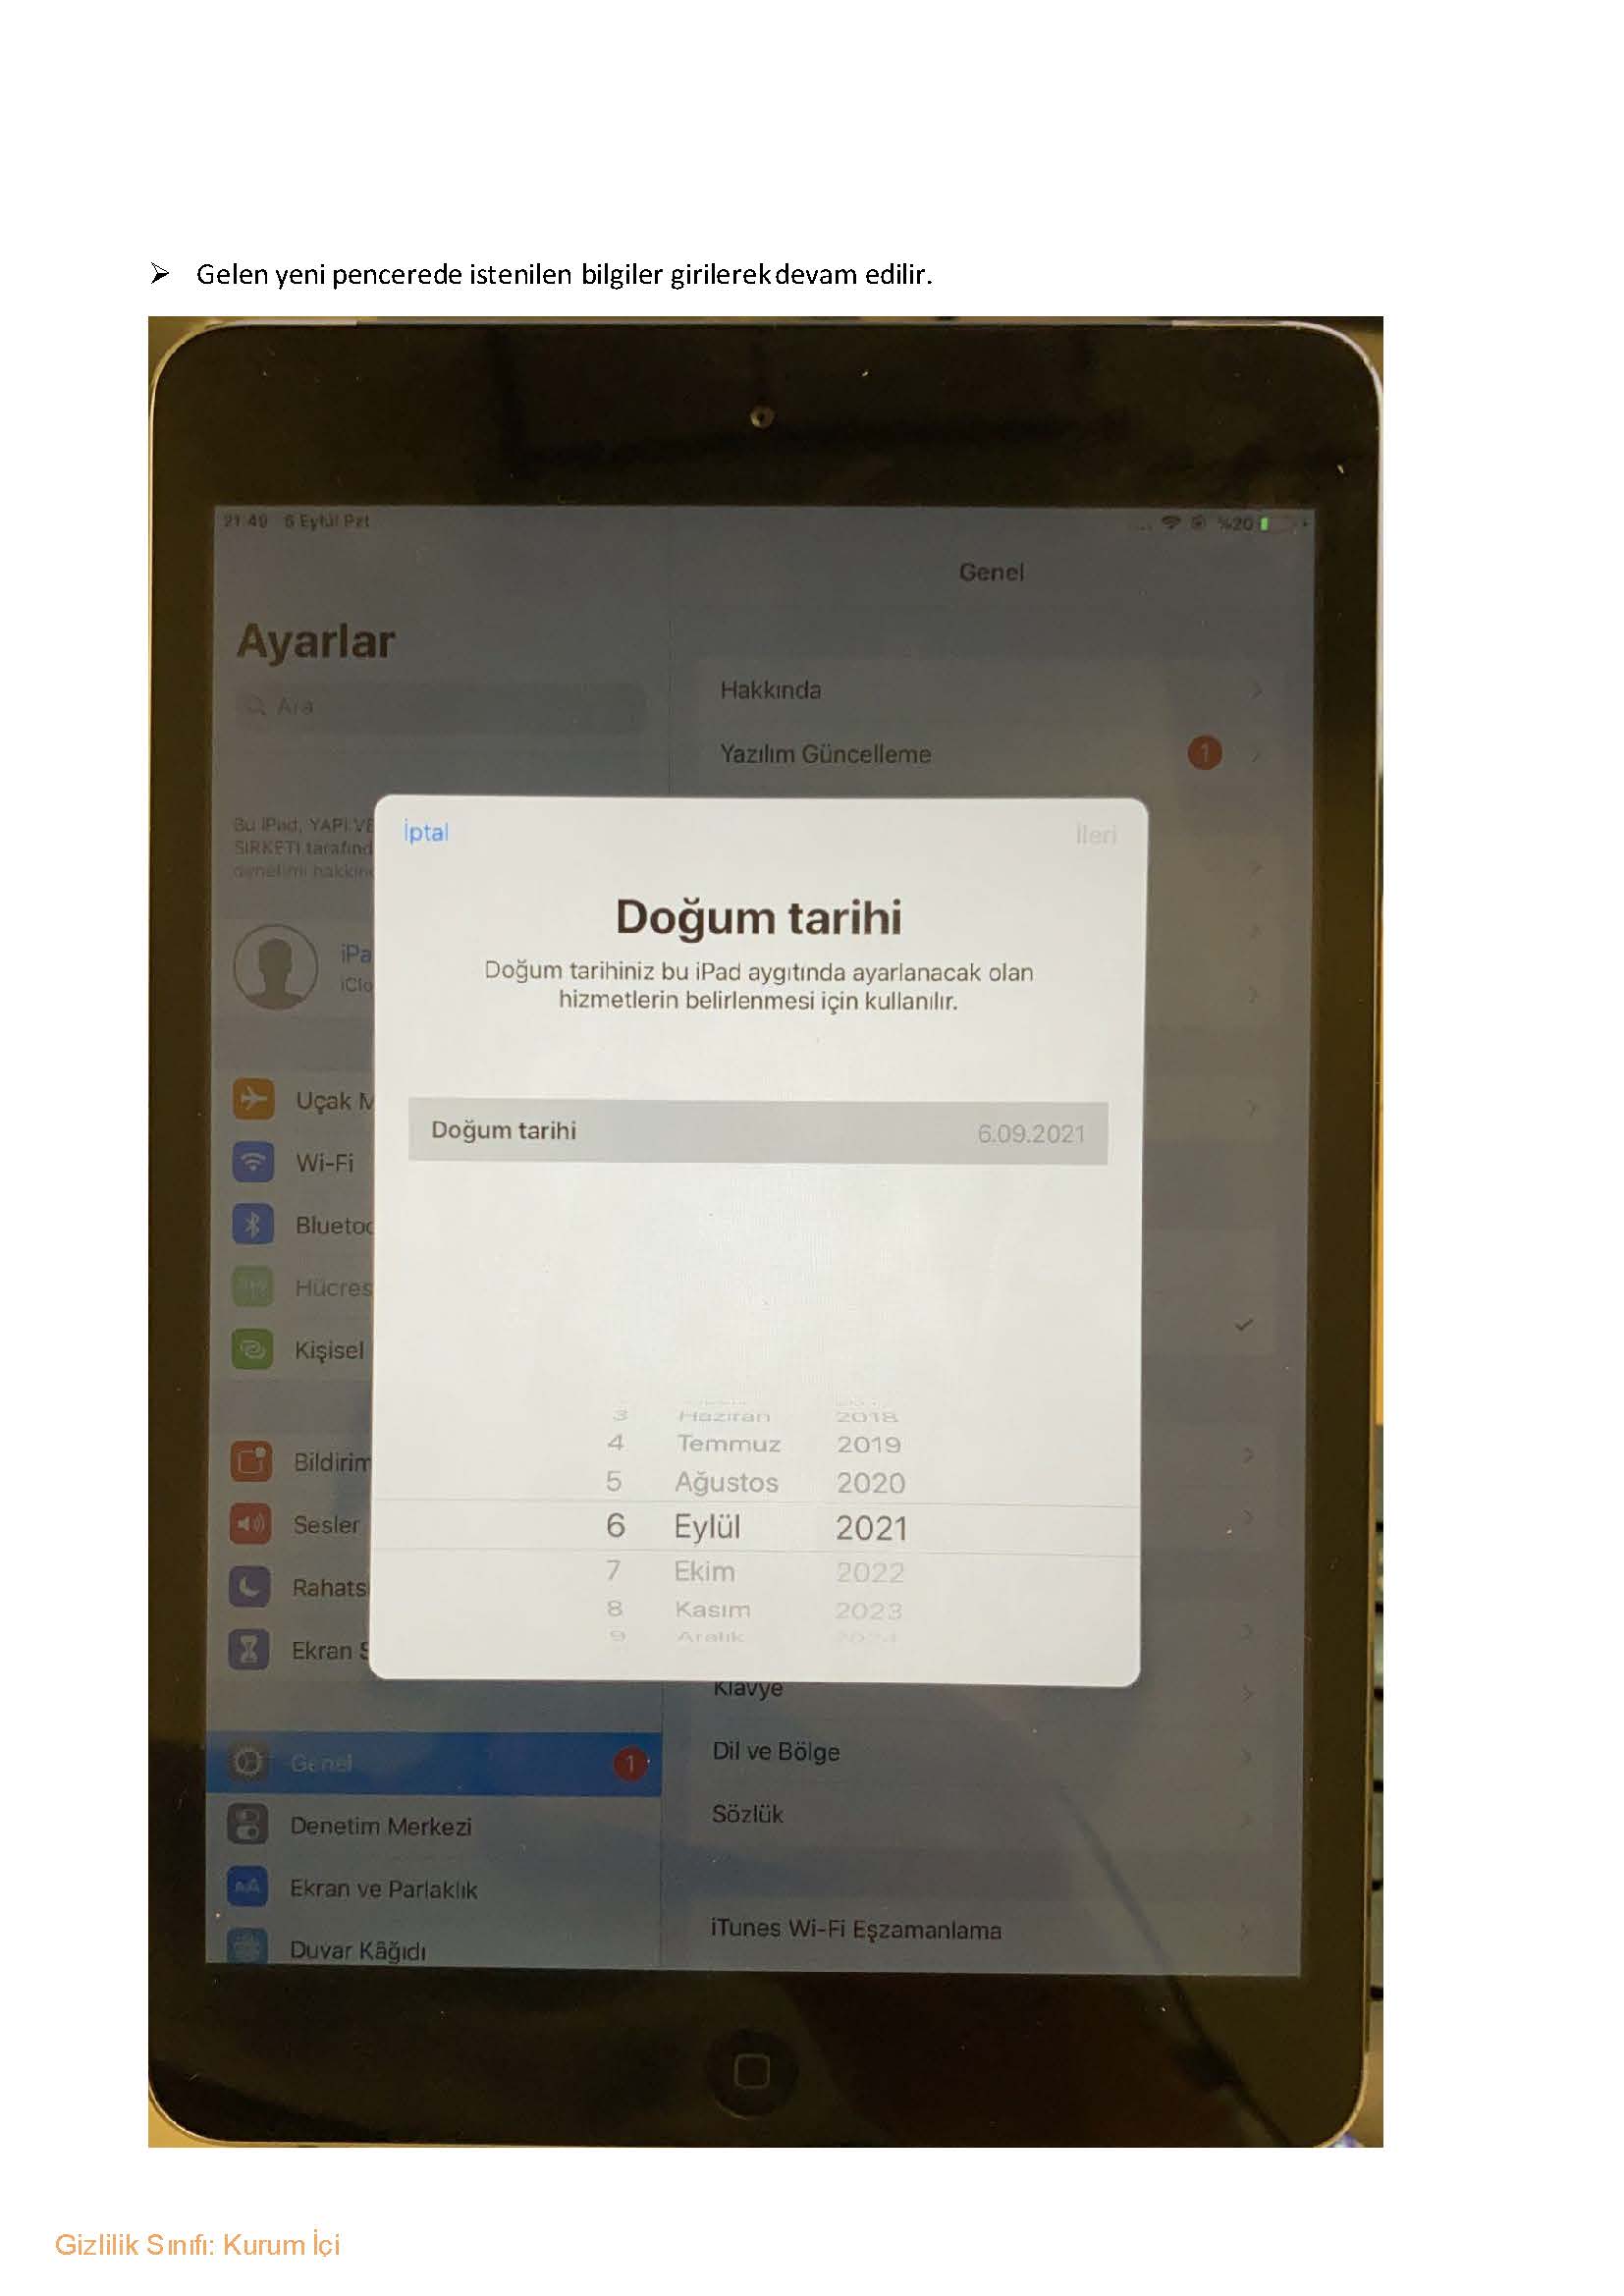 Gelen yeni pencerede istenilen bilgiler girilerek devam edilir.
21:49 6 Eylül Pzt
%20
Genel
Ayarlar
Ara
Hakkında
Yazılım Güncelleme
1
Bu iPad, YAPI VE
ŞİRKETİ tarafınd
denetimi hakkınd
İptal
İleri
Doğum tarihi
Doğum tarihiniz bu iPad aygıtında ayarlanacak olan
hizmetlerin belirlenmesi için kullanılır.
iPa
iClo
Doğum tarihi
6.09.2021
Uçak M
Wi-Fi
Bluetoo
Hücres
Kişisel
Bildirim
Sesler
Rahats
Ekran S
3 Haziran 2018
4 Temmuz 2019
5 Ağustos 2020
6 Eylül 2021
7 Ekim 2022
8 Kasım 2023
9 Aralık 2024
Klavye
Genel
1
Dil ve Bölge
Sözlük
Denetim Merkezi
Ekran ve Parlaklık
iTunes Wi-Fi Eşzamanlama
Duvar Kâğıdı
Gizlilik Sınıfı: Kurum İçi